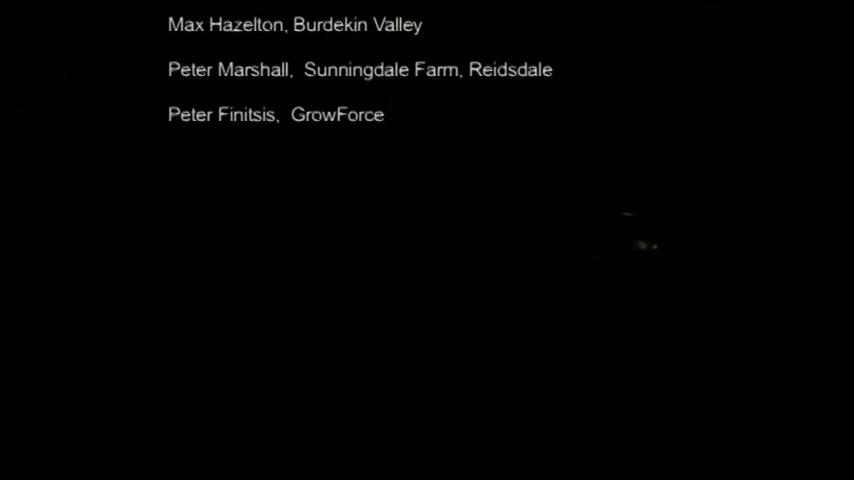 Max Hazelton, Burdekin Valley
Peter Marshall,  Sunningdale Farm, Reidsdale
Peter Finitsis,  GrowForce